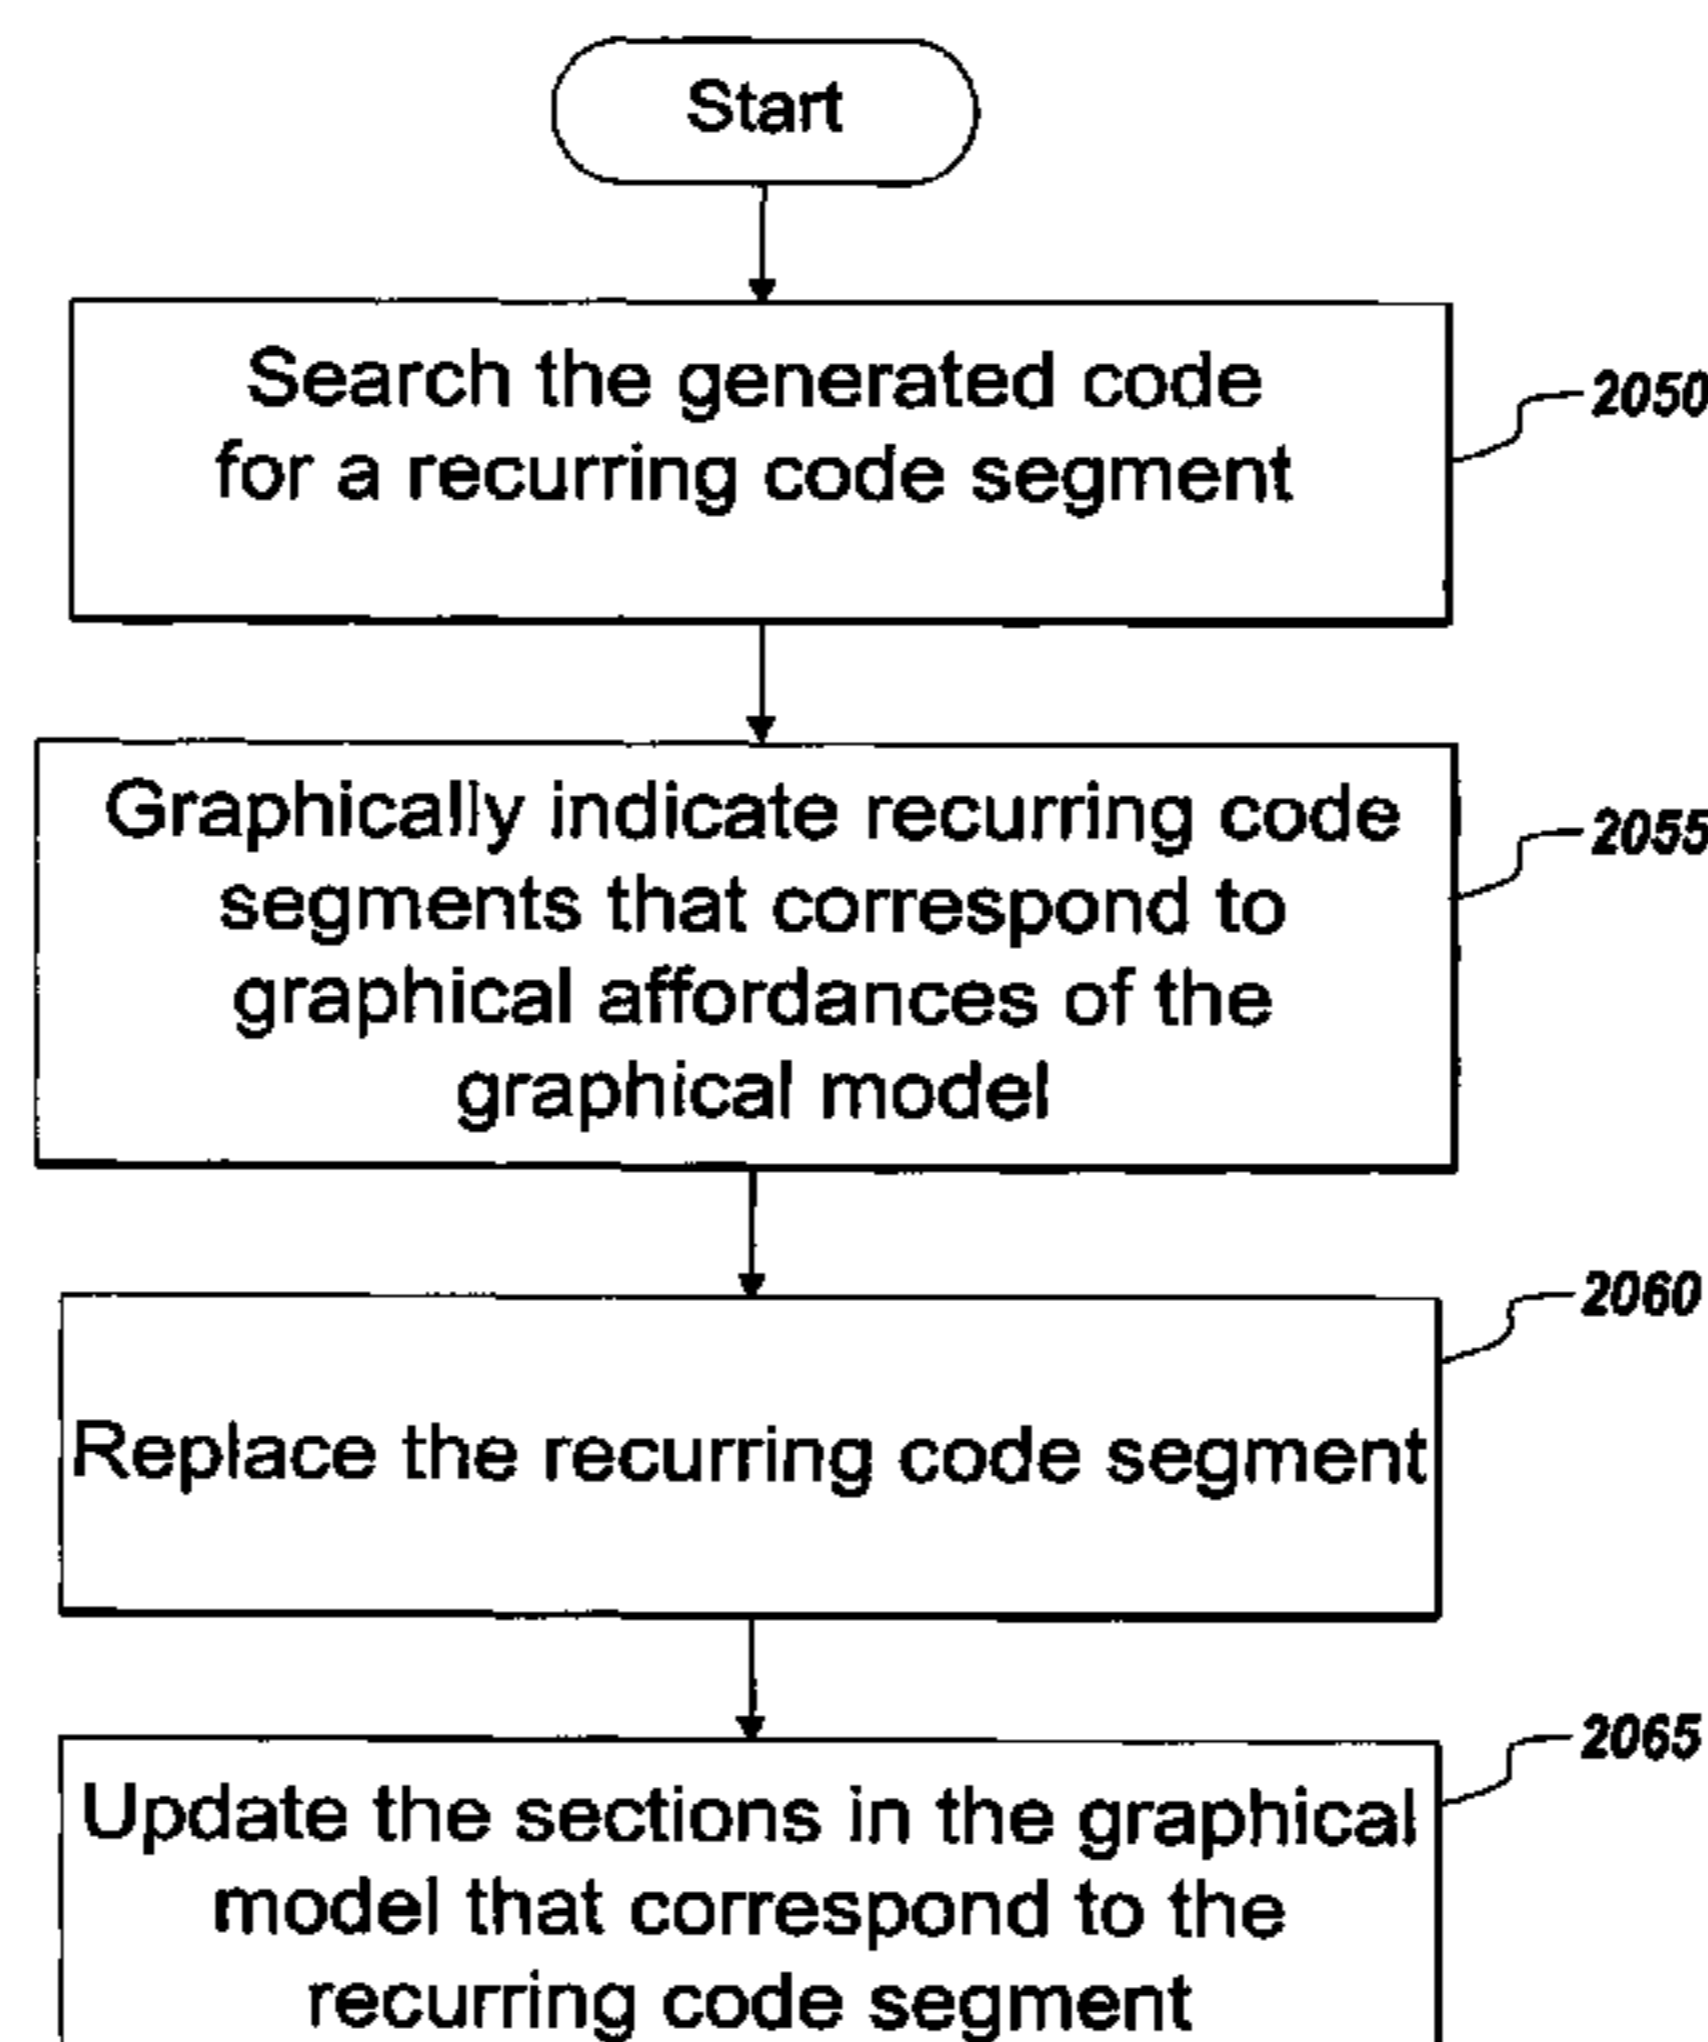 Start
Search the generated code
for a recurring code segment
2050
Graphically indicate recurring code
segments that correspond to
graphical affordances of the
graphical model
2055
Replace the recurring code segment
2060
Update the sections in the graphical
model that correspond to the
recurring code segment
2065